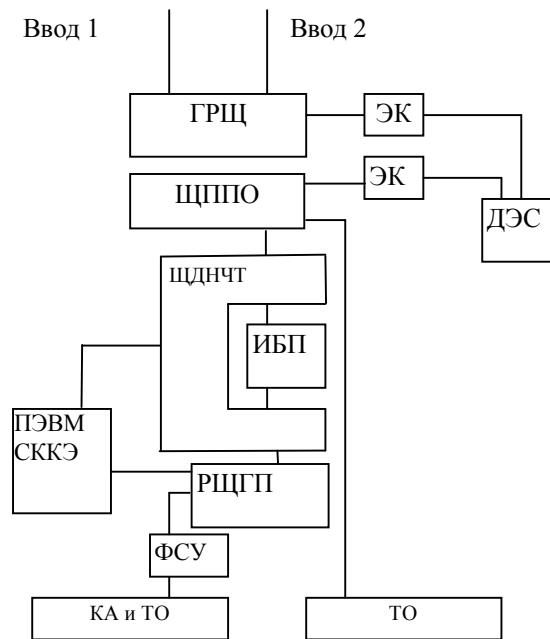 Ввод 1
Ввод 2
ГРЩ
ЭК
ЩППО
ЭК
ДЭС
ЩДНЧТ
ИБП
ПЭВМ
СККЭ
РЩГП
ФСУ
КА и ТО
ТО